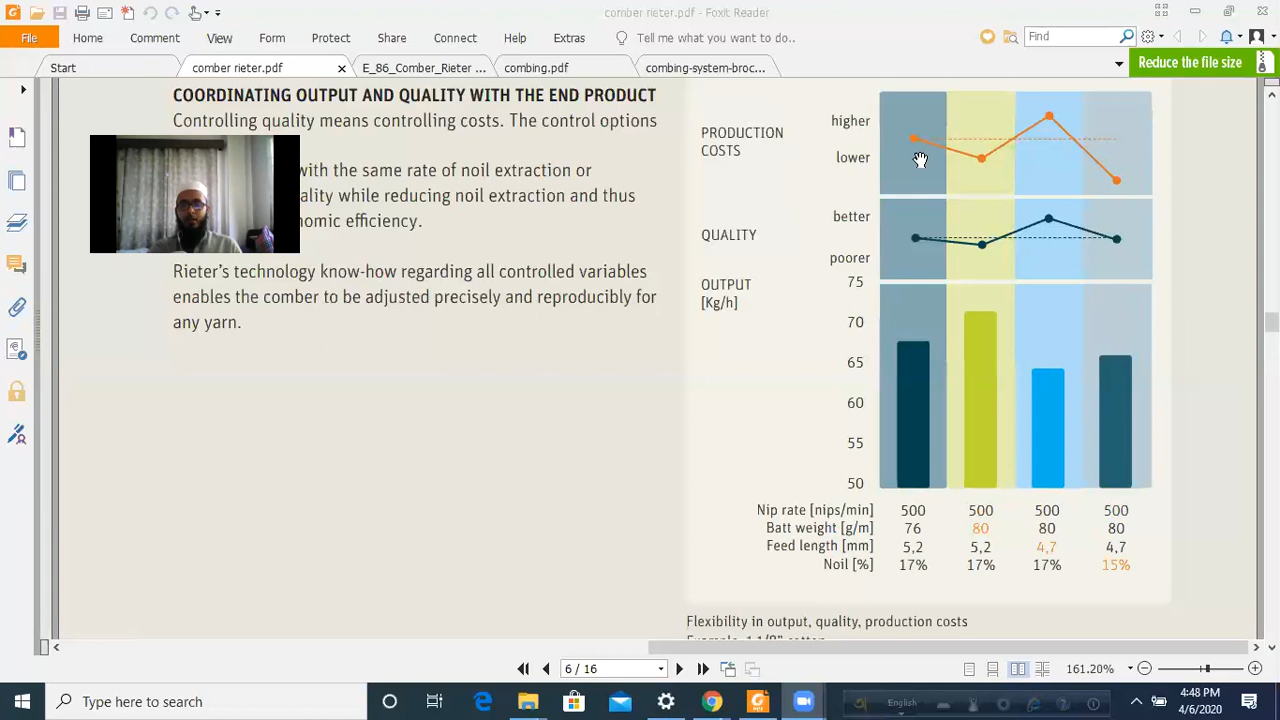 comber rieter.pdf - Foxit Reader
File
Home
Comment
View
Form
Protect
Share
Connect
Help
Extras
Tell me what you want to do..
Find
Start
comber rieter.pdf
E_86_Comber_Rieter ...
combing.pdf
combing-system-broc...
Reduce the file size
COORDINATING OUTPUT AND QUALITY WITH THE END PRODUCT
Controlling quality means controlling costs. The control options
with the same rate of noil extraction or
ality while reducing noil extraction and thus
nomic efficiency.
Rieter's technology know-how regarding all controlled variables
enables the comber to be adjusted precisely and reproducibly for
any yarn.
PRODUCTION
COSTS
higher
lower
QUALITY
better
poorer
OUTPUT
[Kg/h]
75
70
65
60
55
50
Nip rate [nips/min] 500 500 500 500
Batt weight [g/m] 76 80 80 80
Feed length [mm] 5,2 5,2 4,7 4,7
Noil [%] 17% 17% 17% 15%
Flexibility in output, quality, production costs
6 / 16
161.20%
Type here to search
English
4:48 PM
4/6/2020